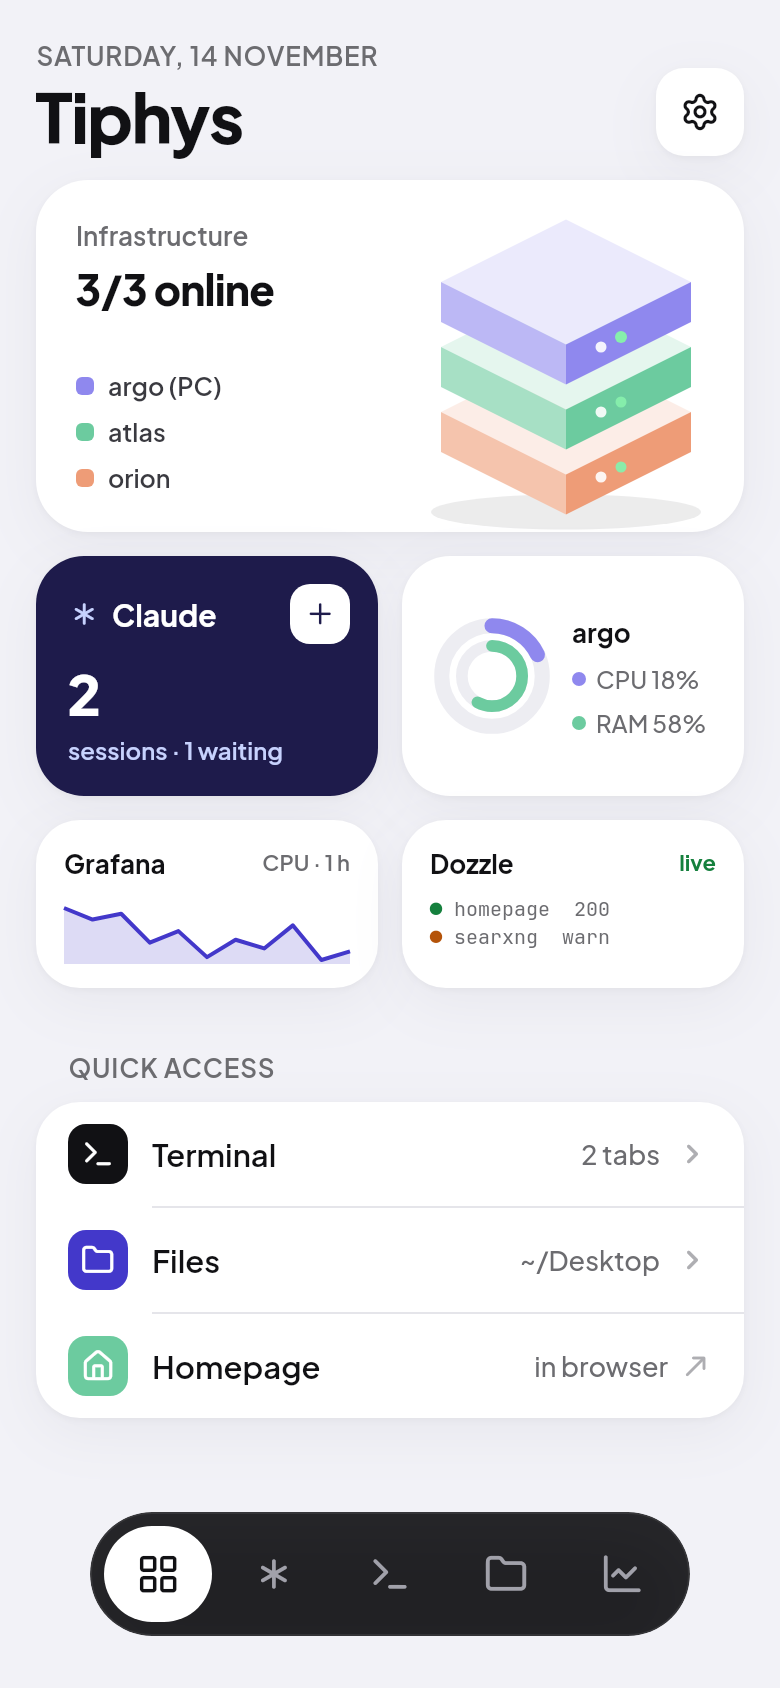 SATURDAY, 14 NOVEMBER
Tiphys
Infrastructure
3/3 online
argo (PC)
atlas
orion
Claude
2
sessions · 1 waiting
argo
CPU 18%
RAM 58%
Grafana
CPU · 1 h
Dozzle
live
homepage 200
searxng warn
QUICK ACCESS
Terminal
2 tabs
Files
~/Desktop
Homepage
in browser